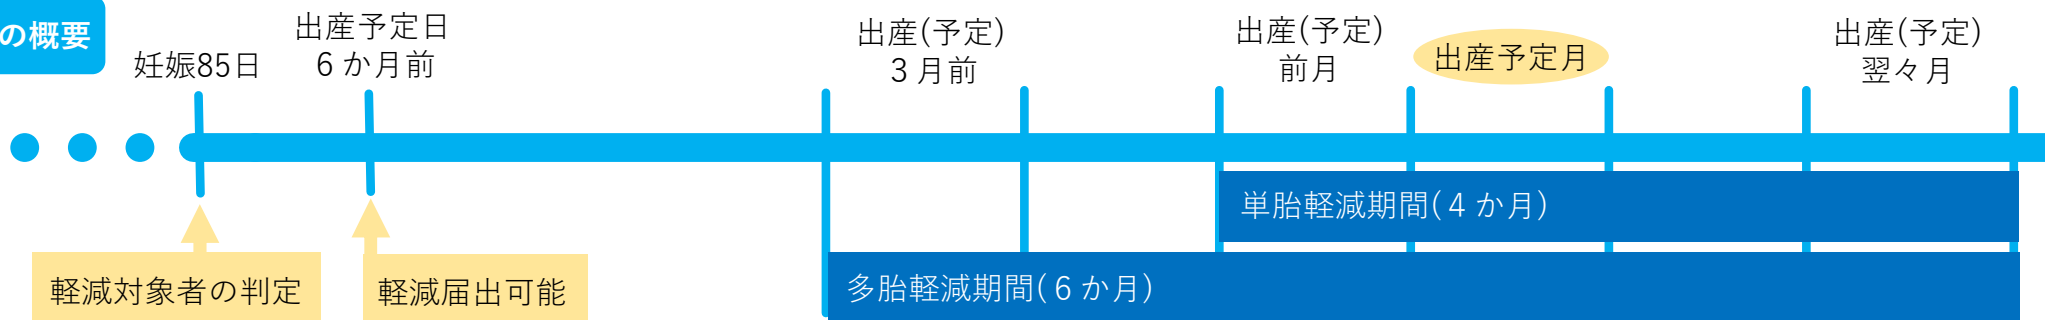 の概要
妊娠85日
出産予定日
6か月前
出産(予定)
3月前
出産(予定)
前月
出産予定月
出産(予定)
翌々月
単胎軽減期間(4か月)
軽減対象者の判定
軽減届出可能
多胎軽減期間(6か月)